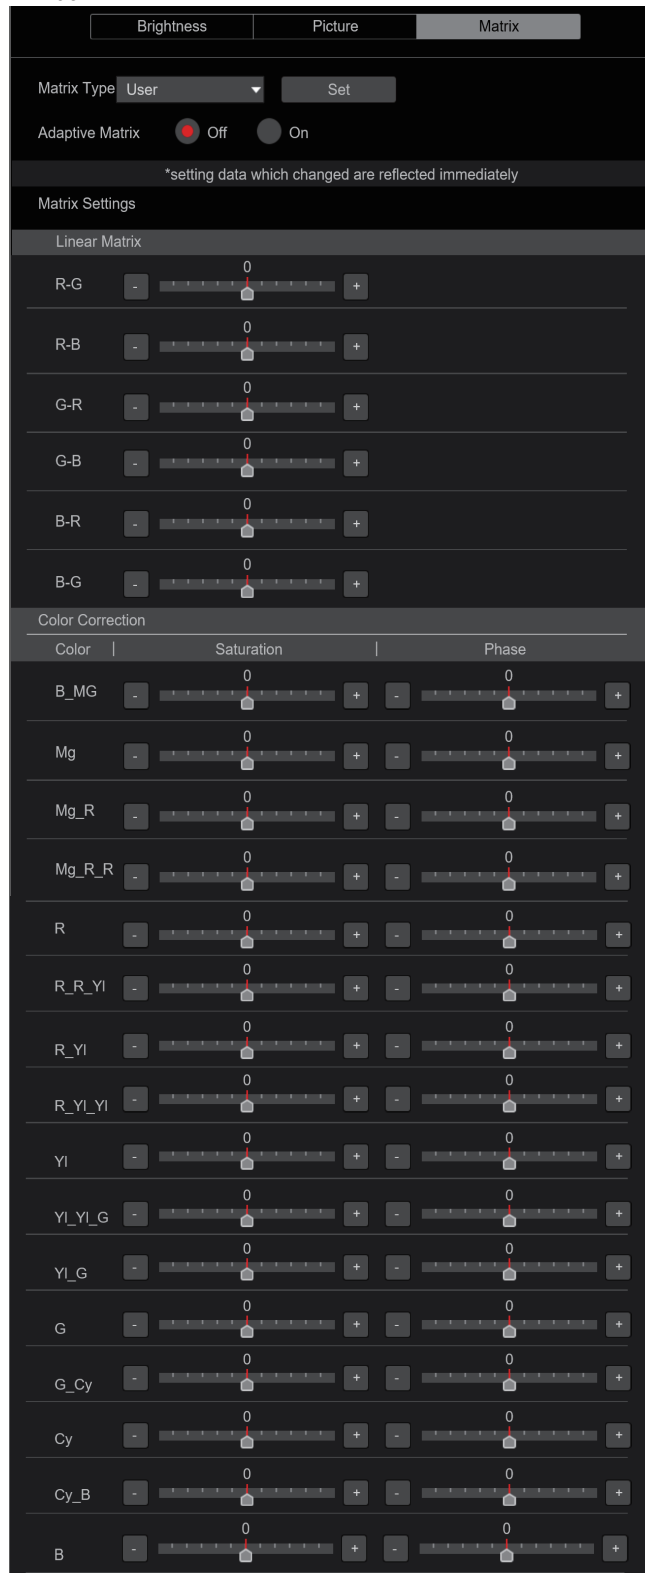 Brightness Picture Matrix
Matrix Type User Set
Adaptive Matrix Off On
*setting data which changed are reflected immediately
Matrix Settings
Linear Matrix
0
R-G - +
0
R-B - +
0
G-R - +
0
G-B - +
0
B-R - +
0
B-G - +
Color Correction
Color | Saturation | Phase
0 0
B_MG - + - +
0 0
Mg - + - +
0 0
Mg_R - + - +
0 0
Mg_R_R - + - +
0 0
R - + - +
0 0
R_R_Yl - + - +
0 0
R_Yl - + - +
0 0
R_Yl_Yl - + - +
0 0
Yl - + - +
0 0
Yl_Yl_G - + - +
0 0
Yl_G - + - +
0 0
G - + - +
0 0
G_Cy - + - +
0 0
Cy - + - +
0 0
Cy_B - + - +
0 0
B - + - +